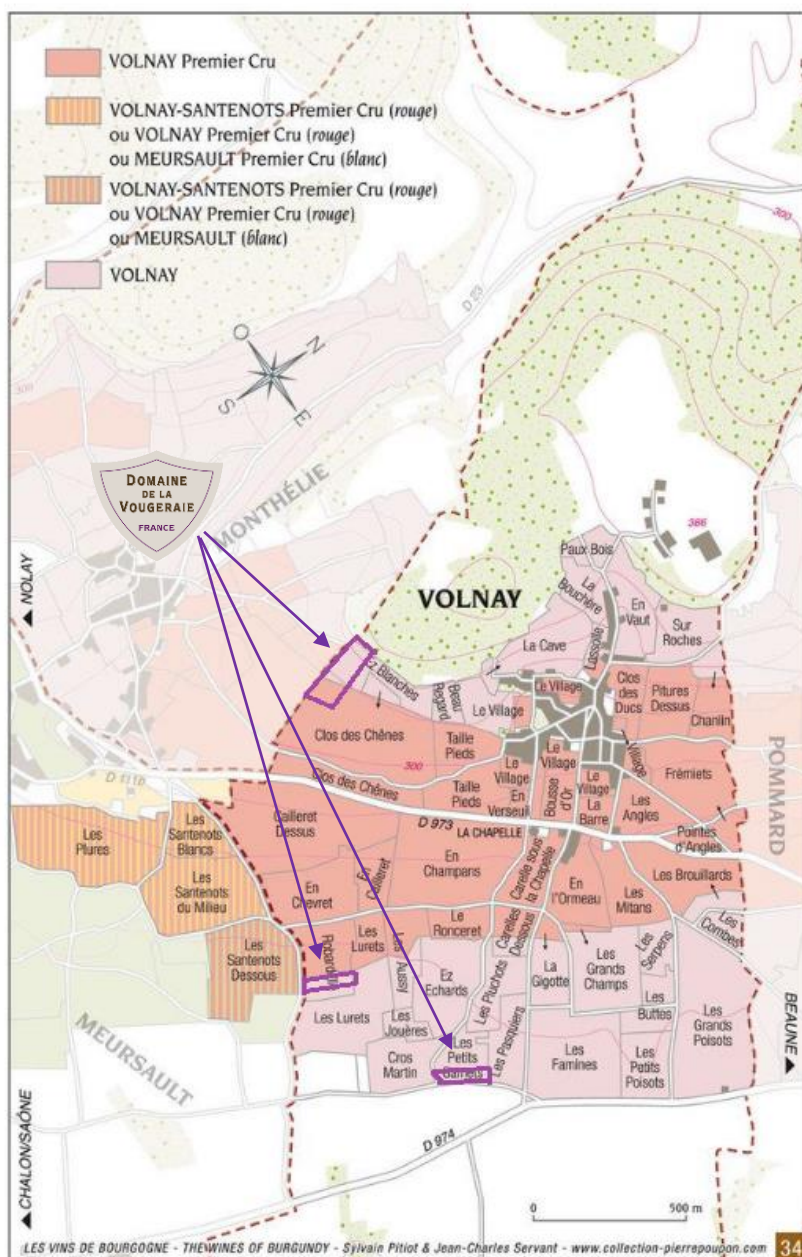 VOLNAY Premier Cru
VOLNAY-SANTENOTS Premier Cru (rouge)
ou VOLNAY Premier Cru (rouge)
ou MEURSAULT Premier Cru (blanc)
VOLNAY-SANTENOTS Premier Cru (rouge)
ou VOLNAY Premier Cru (rouge)
ou MEURSAULT (blanc)
VOLNAY
300
D 23
O
N
S
E
DOMAINE
DE LA
VOUGERAIE
FRANCE
MONTHÉLIE
NOLAY
386
VOLNAY
Paux Bois
La
Bouchère
En
Vaut
Sur
Roches
La Cave
Lassolle
Ez Blanches
Beau
Regard
Le Village
Le Village
Clos
des
Ducs
Pitures
Dessus
Chanlin
Clos des Chênes
Taille
Pieds
300
Le
Village
Le
Village
Village
Frémiets
POMMARD
D 111b
Clos des Chênes
Taille
Pieds
En
Verseuil
Bousse
d'Or
Le
Village
La
Barre
Les
Angles
D 973
LA CHAPELLE
Pointes
d'Angles
Les
Plures
Les
Santenots
Blancs
Cailleret
Dessus
Les
Santenots
du Milieu
En
Chevret
En
Cailleret
En
Champans
Carelle sous
la Chapelle
En
l'Ormeau
Les
Mitans
Les Brouillards
Les
Combes
Les
Santenots
Dessous
Robardelle
Les
Lurets
Les
Aussy
Le
Ronceret
Carelles
Dessous
Ez
Echards
Les Pluchots
La
Gigotte
Les
Grands
Champs
Les
Serpens
MEURSAULT
Les Lurets
Les
Jouères
Les
Buttes
Les
Grands
Poisots
BEAUNE
Cros
Martin
Les
Petits
Gamets
Les Pasquiers
Les
Famines
Les
Petits
Poisots
CHALON/SAÔNE
D 974
0 500 m
LES VINS DE BOURGOGNE - THE WINES OF BURGUNDY - Sylvain Pitiot & Jean-Charles Servant - www.collection-pierrepoupon.com 34